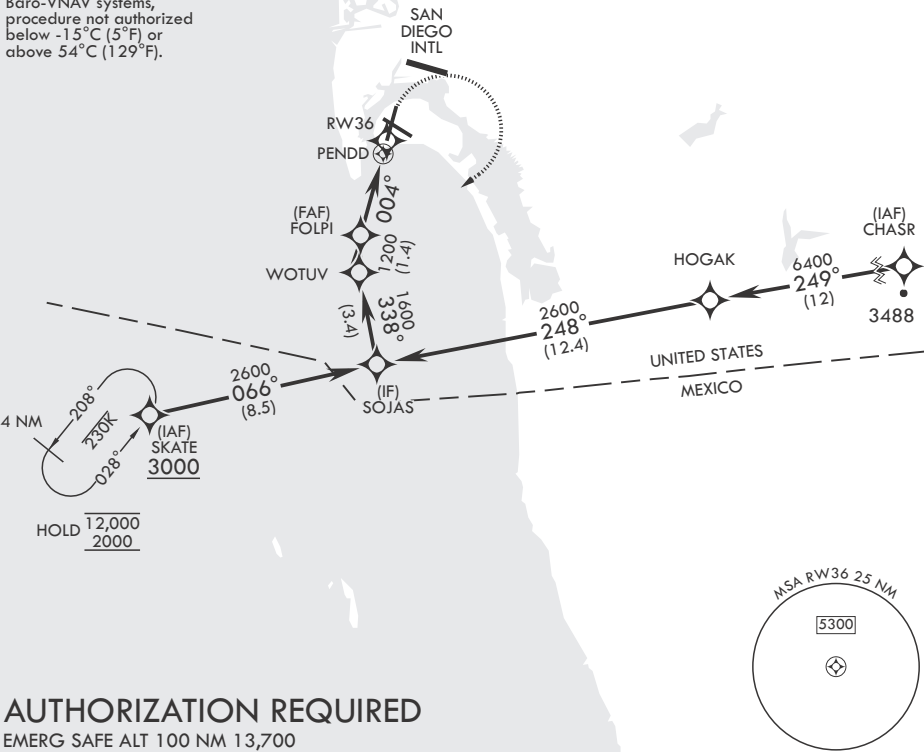 Baro-VNAV systems,
procedure not authorized
below -15°C (5°F) or
above 54°C (129°F).
SAN
DIEGO
INTL
RW36
PENDD
004°
(FAF)
FOLPI
1200
(1.4)
WOTUV
1600
338°
(3.4)
(IAF)
CHASR
HOGAK
6400
249°
(12)
3488
2600
248°
(12.4)
UNITED STATES
MEXICO
(IF)
SOJAS
2600
066°
(8.5)
208°
4 NM
230K
028°
(IAF)
SKATE
3000
HOLD 12,000
2000
MSA RW36 25 NM
5300
AUTHORIZATION REQUIRED
EMERG SAFE ALT 100 NM 13,700